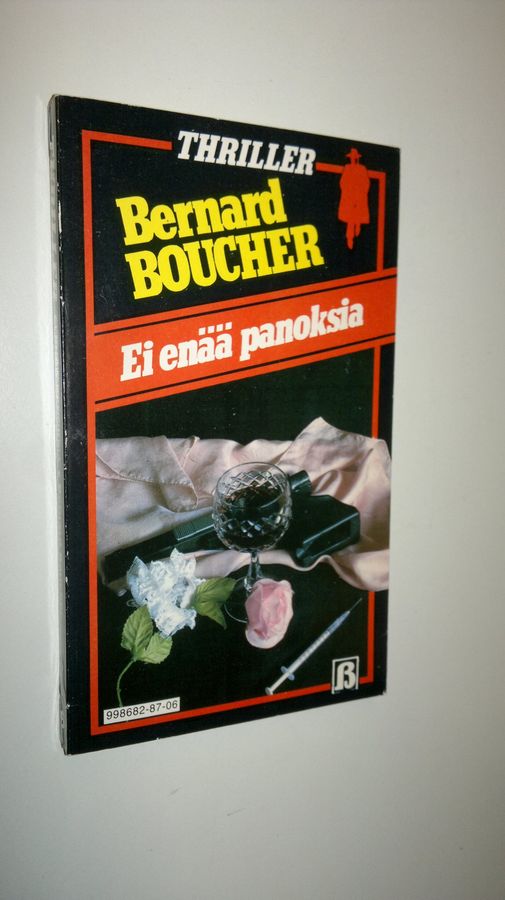 THRILLER
Bernard
BOUCHER
Ei enää panoksia
998682-87-06